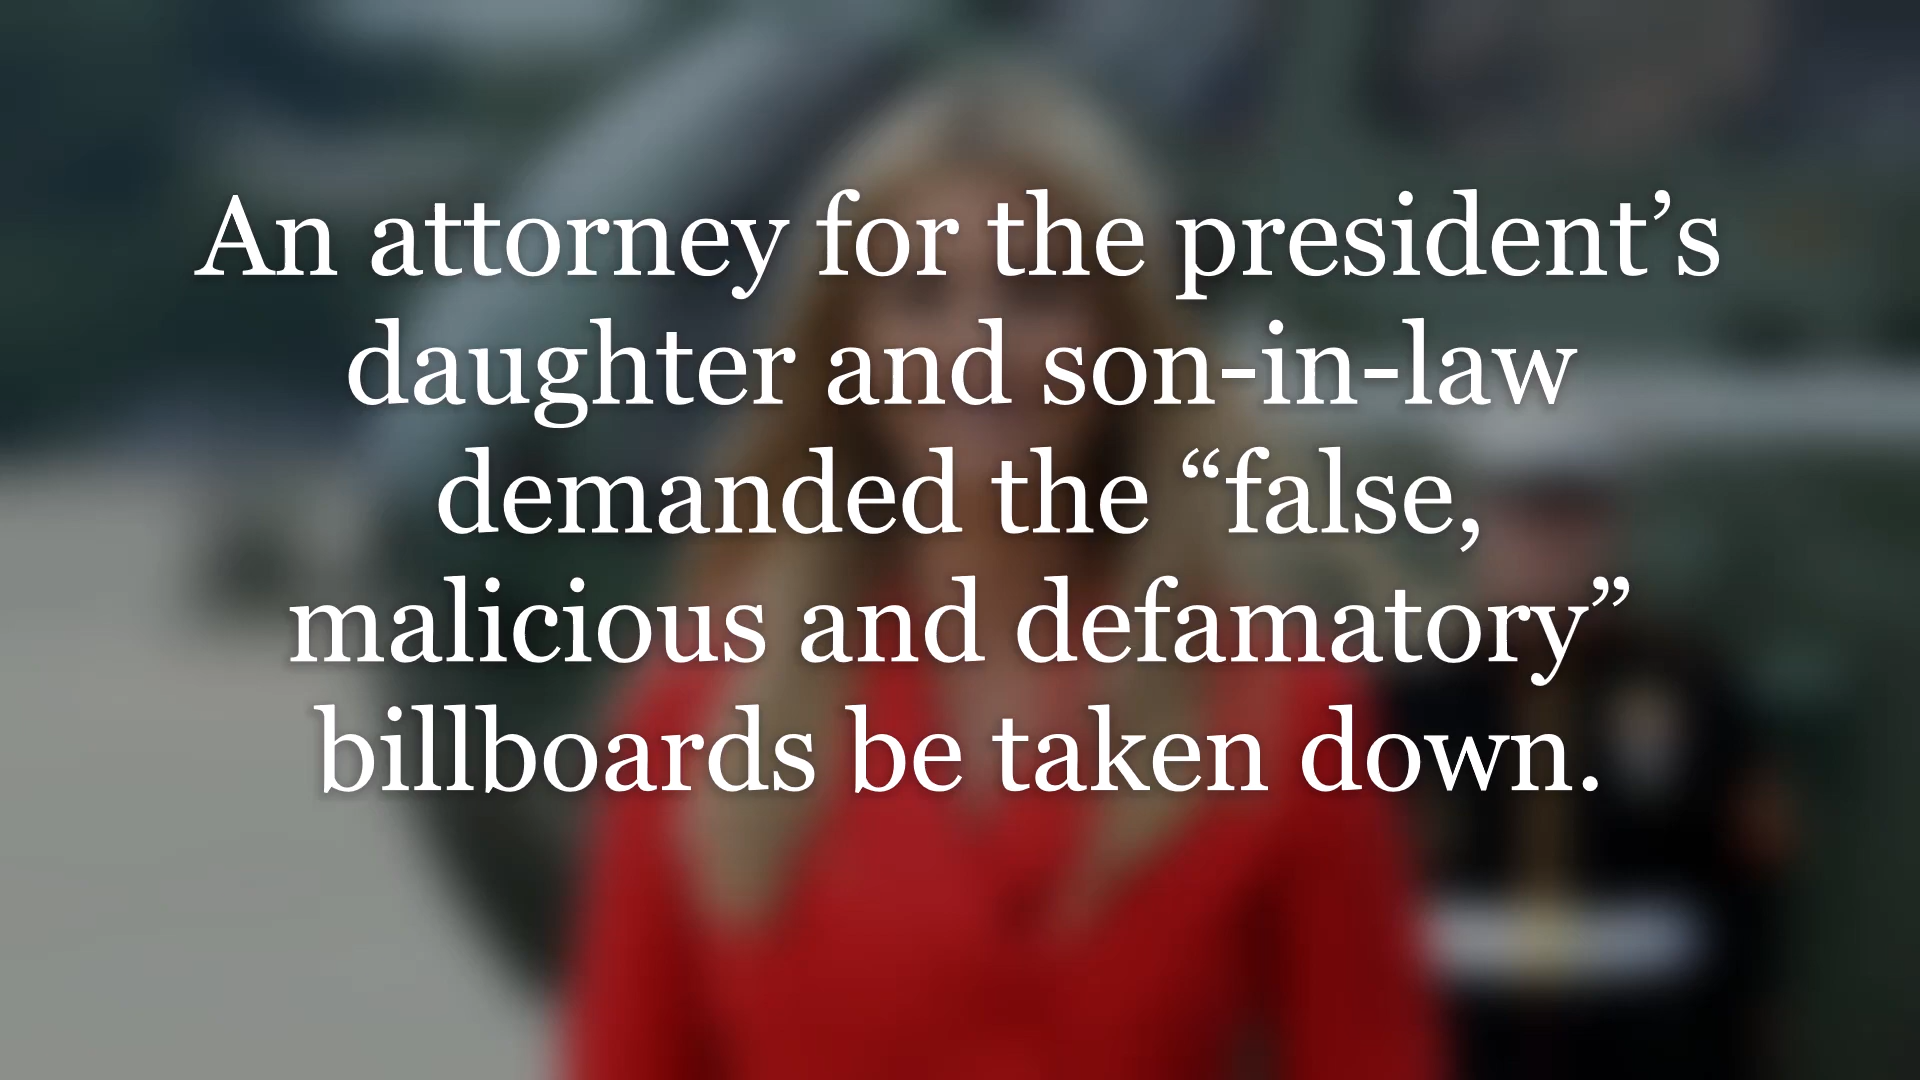 An attorney for the president’s
daughter and son-in-law
demanded the “false,
malicious and defamatory”
billboards be taken down.